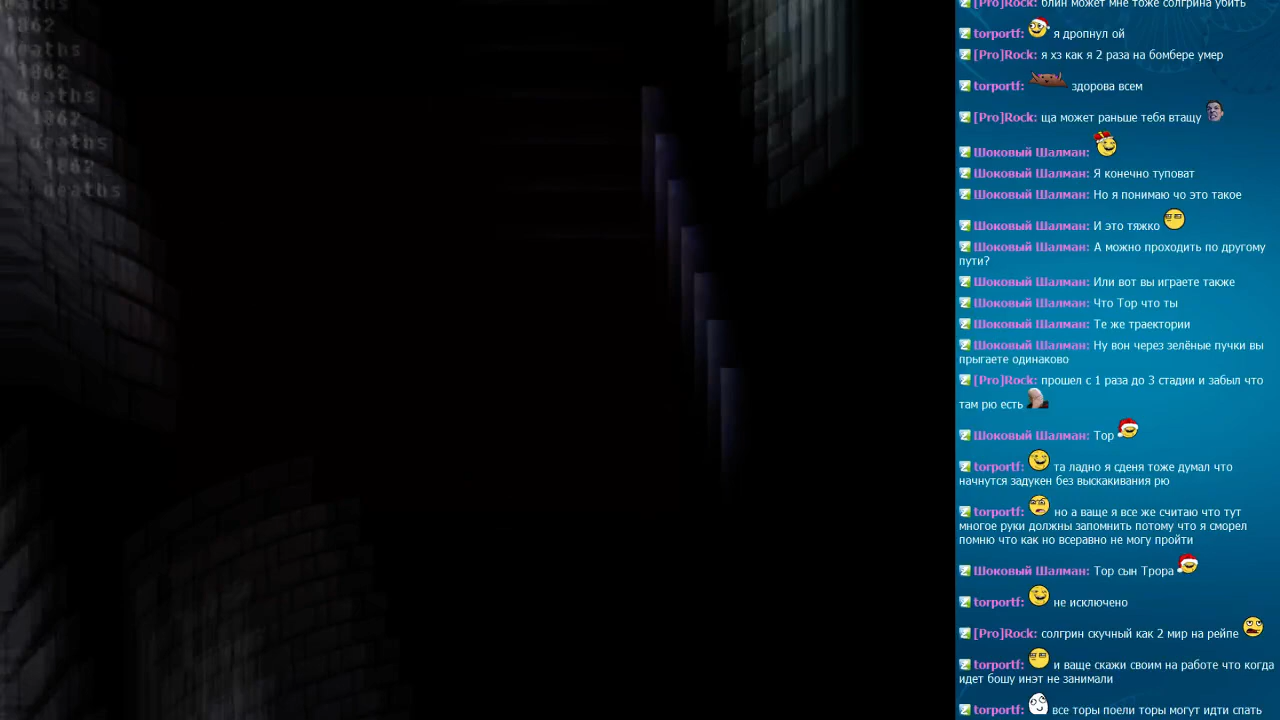 deaths
1862
deaths
1862
deaths
1862
deaths
1862
deaths
[Pro]Rock: блин может мне тоже солгрина убить
torportf: я дропнул ой
[Pro]Rock: я хз как я 2 раза на бомбере умер
torportf: здорова всем
[Pro]Rock: ща может раньше тебя втащу
Шоковый Шалман:
Шоковый Шалман: Я конечно туповат
Шоковый Шалман: Но я понимаю чо это такое
Шоковый Шалман: И это тяжко
Шоковый Шалман: А можно проходить по другому
пути?
Шоковый Шалман: Или вот вы играете также
Шоковый Шалман: Что Тор что ты
Шоковый Шалман: Те же траектории
Шоковый Шалман: Ну вон через зелёные пучки вы
прыгаете одинаково
[Pro]Rock: прошел с 1 раза до 3 стадии и забыл что
там рю есть
Шоковый Шалман: Тор
torportf: та ладно я сденя тоже думал что
начнутся задукен без выскакивания рю
torportf: но а ваще я все же считаю что тут
многое руки должны запомнить потому что я сморел
помню что как но всеравно не могу пройти
Шоковый Шалман: Тор сын Трора
torportf: не исключено
[Pro]Rock: солгрин скучный как 2 мир на рейпе
torportf: и ваще скажи своим на работе что когда
идет бошу инэт не занимали
torportf: все торы поели торы могут идти спать